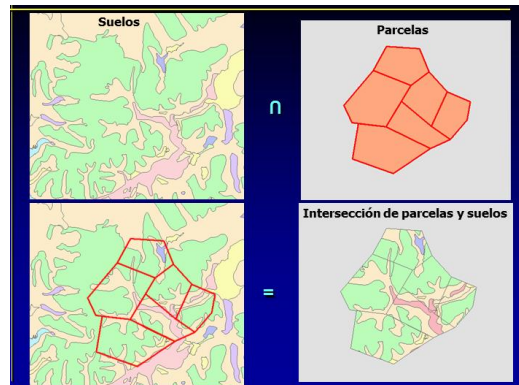 Suelos
Parcelas
∩
Intersección de parcelas y suelos
=